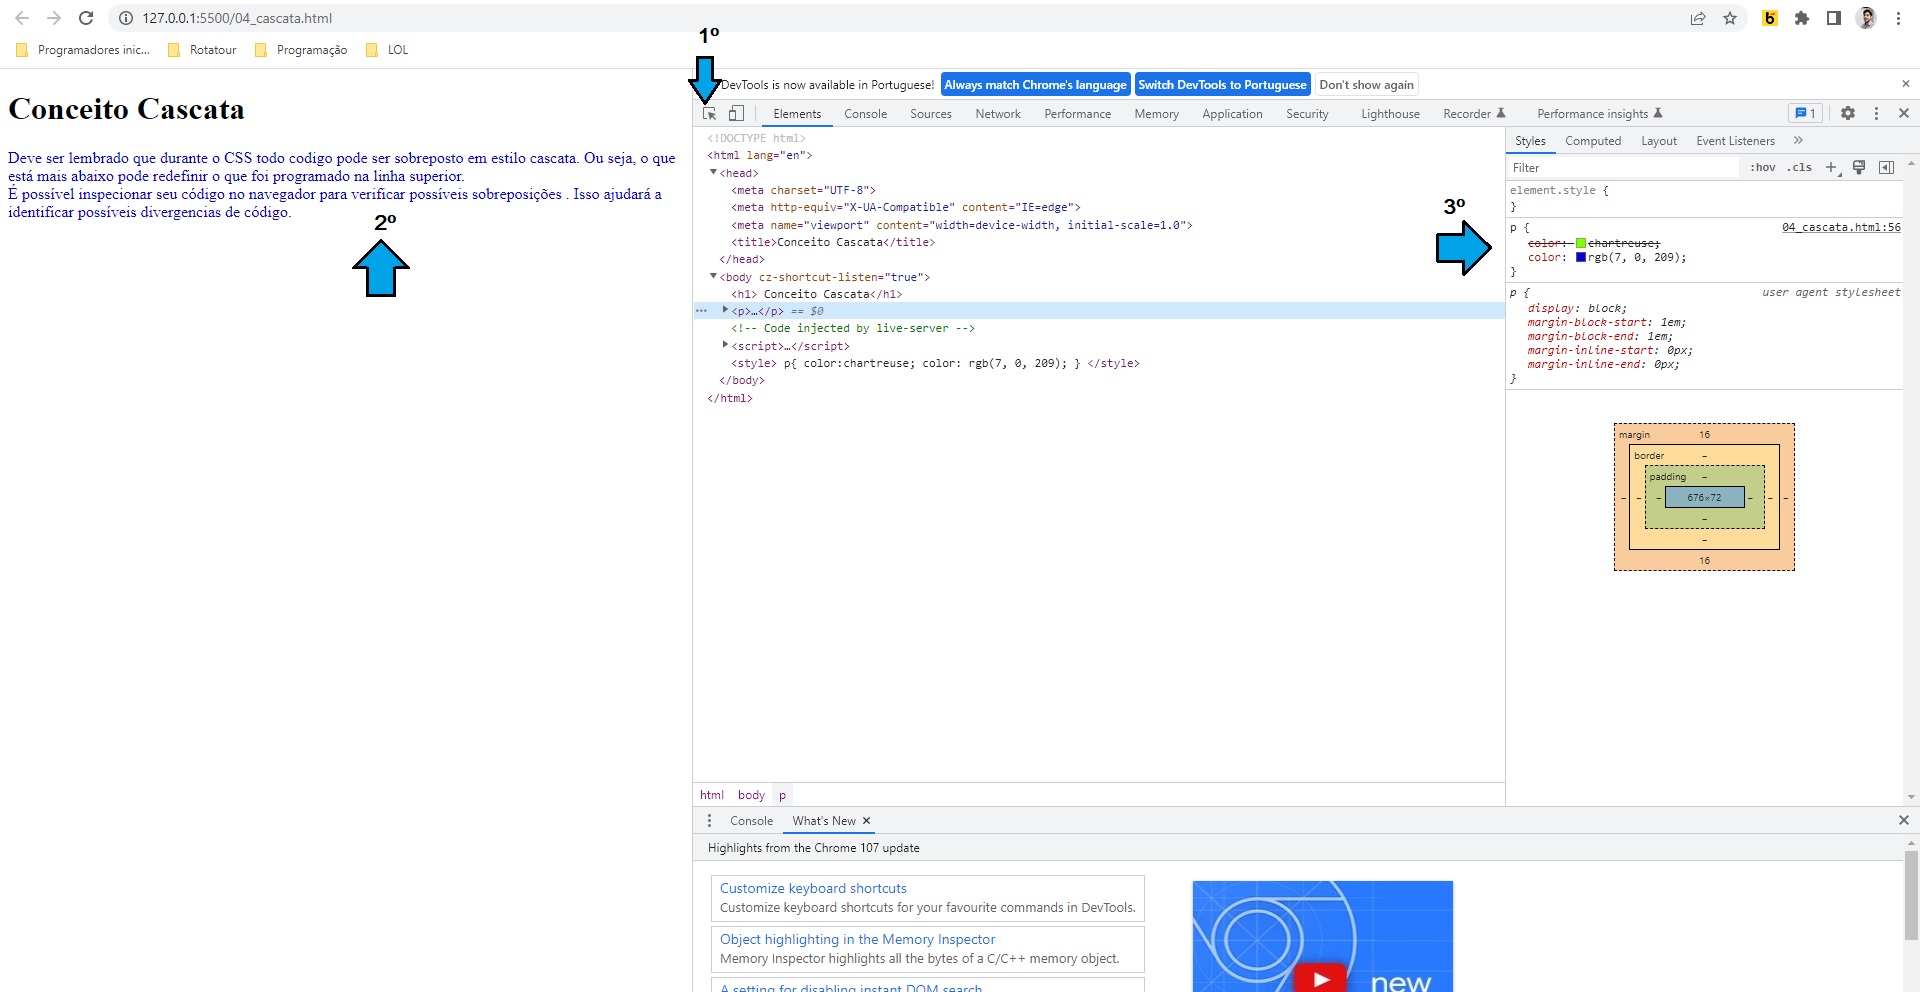 127.0.0.1:5500/04_cascata.html
Programadores inic...
Rotatour
Programação
LOL
1º
DevTools is now available in Portuguese!
Always match Chrome's language
Switch DevTools to Portuguese
Don't show again
Elements
Console
Sources
Network
Performance
Memory
Application
Security
Lighthouse
Recorder
Performance insights
1
Conceito Cascata
Deve ser lembrado que durante o CSS todo codigo pode ser sobreposto em estilo cascata. Ou seja, o que
está mais abaixo pode redefinir o que foi programado na linha superior.
É possível inspecionar seu código no navegador para verificar possíveis sobreposições . Isso ajudará a
identificar possíveis divergencias de código.
2º
<!DOCTYPE html>
<html lang="en">
<head>
<meta charset="UTF-8">
<meta http-equiv="X-UA-Compatible" content="IE=edge">
<meta name="viewport" content="width=device-width, initial-scale=1.0">
<title>Conceito Cascata</title>
</head>
<body cz-shortcut-listen="true">
<h1> Conceito Cascata</h1>
<p>…</p> == $0
<!-- Code injected by live-server -->
<script>…</script>
<style> p{ color:chartreuse; color: rgb(7, 0, 209); } </style>
</body>
</html>
3º
Styles
Computed
Layout
Event Listeners
Filter
:hov
.cls
element.style {
}
p {
04_cascata.html:56
color: chartreuse;
color: rgb(7, 0, 209);
}
p {
user agent stylesheet
display: block;
margin-block-start: 1em;
margin-block-end: 1em;
margin-inline-start: 0px;
margin-inline-end: 0px;
}
margin
16
border
–
padding
–
– – – 676×72 – – –
–
–
16
html
body
p
Console
What's New
Highlights from the Chrome 107 update
Customize keyboard shortcuts
Customize keyboard shortcuts for your favourite commands in DevTools.
Object highlighting in the Memory Inspector
Memory Inspector highlights all the bytes of a C/C++ memory object.
A setting for disabling instant DOM search
new